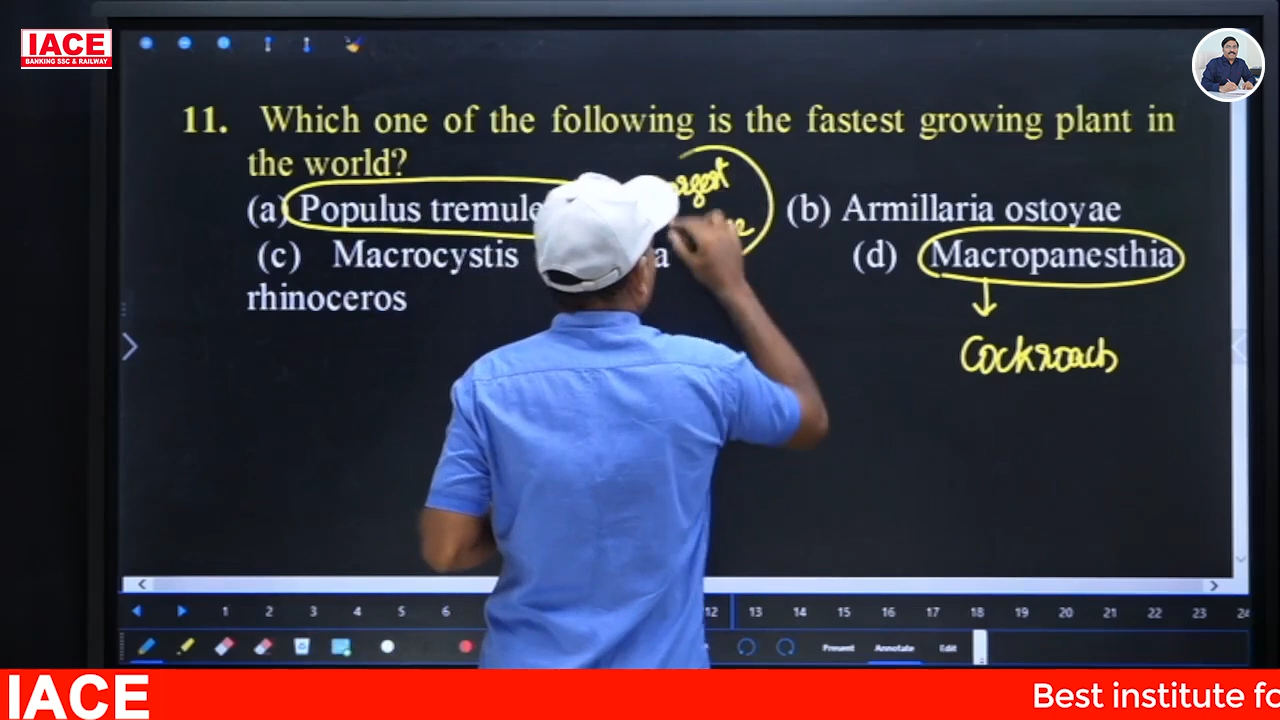 IACE
BANKING SSC & RAILWAY
11. Which one of the following is the fastest growing plant in
the world?
(a) Populus (b) Armillaria ostoyae
(c) Macrocystis (d) Macropanesthia
rhinoceros
Cockroach
1 2 3 4 5 6 12 13 14 15 16 17 18 19 20 21 22 23 24
Present Annotate Edit
IACE
Best institute